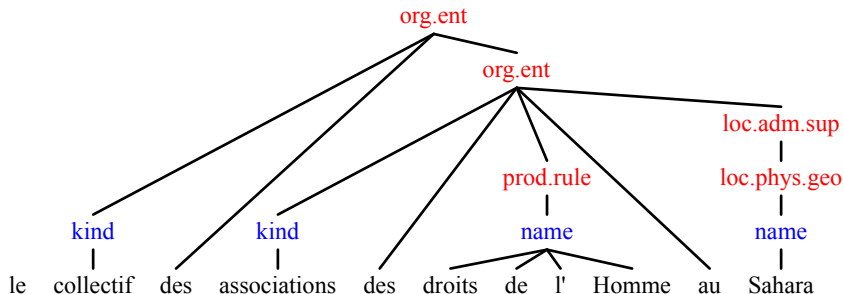 org.ent
org.ent
loc.adm.sup
prod.rule loc.phys.geo
kind kind name name
le collectif des associations des droits de l' Homme au Sahara